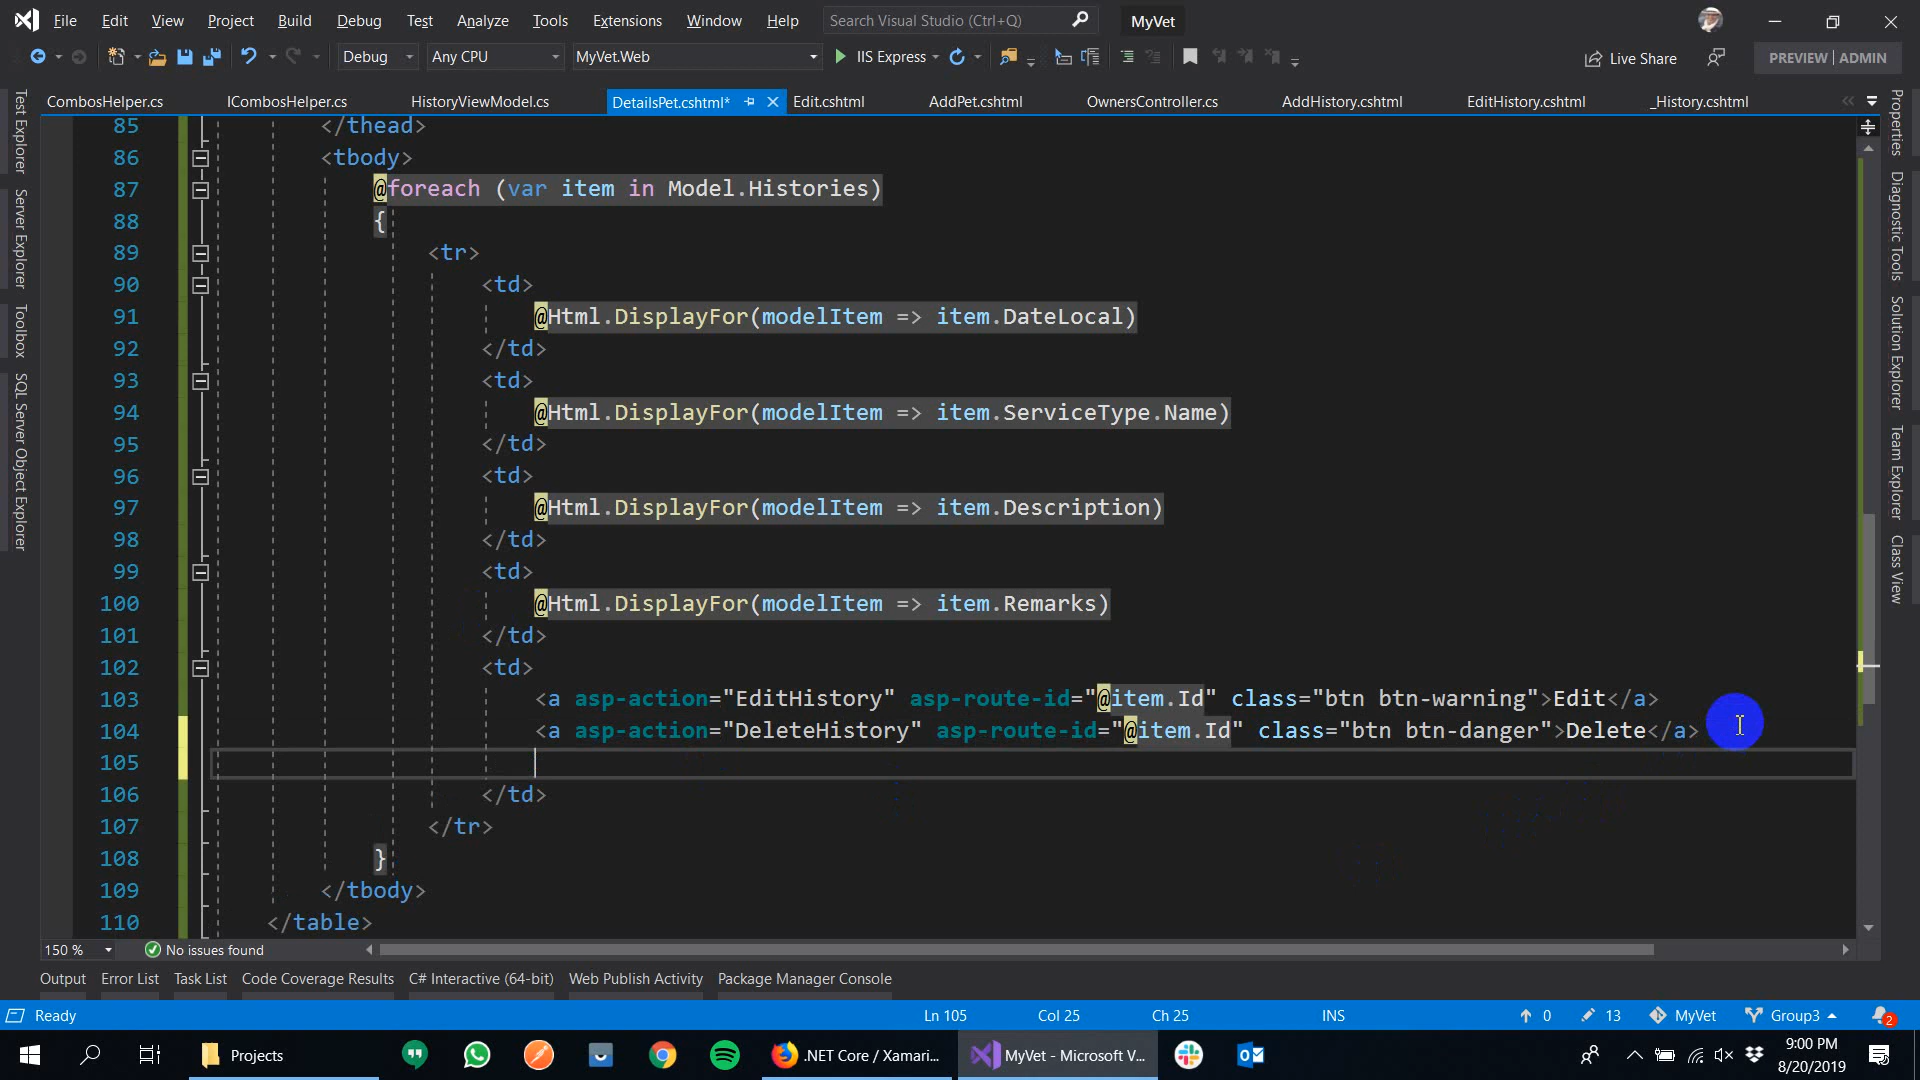 File Edit View Project Build Debug Test Analyze Tools Extensions Window Help Search Visual Studio (Ctrl+Q) MyVet
Debug Any CPU MyVet.Web IIS Express Live Share PREVIEW | ADMIN
CombosHelper.cs ICombosHelper.cs HistoryViewModel.cs DetailsPet.cshtml* Edit.cshtml AddPet.cshtml OwnersController.cs AddHistory.cshtml EditHistory.cshtml _History.cshtml
Test Explorer
Server Explorer
Toolbox
SQL Server Object Explorer
85 </thead>
86 <tbody>
87 @foreach (var item in Model.Histories)
88 {
89 <tr>
90 <td>
91 @Html.DisplayFor(modelItem => item.DateLocal)
92 </td>
93 <td>
94 @Html.DisplayFor(modelItem => item.ServiceType.Name)
95 </td>
96 <td>
97 @Html.DisplayFor(modelItem => item.Description)
98 </td>
99 <td>
100 @Html.DisplayFor(modelItem => item.Remarks)
101 </td>
102 <td>
103 <a asp-action="EditHistory" asp-route-id="@item.Id" class="btn btn-warning">Edit</a>
104 <a asp-action="DeleteHistory" asp-route-id="@item.Id" class="btn btn-danger">Delete</a>
105
106 </td>
107 </tr>
108 }
109 </tbody>
110 </table>
Properties
Diagnostic Tools
Solution Explorer
Team Explorer
Class View
150 % No issues found
Output Error List Task List Code Coverage Results C# Interactive (64-bit) Web Publish Activity Package Manager Console
Ready Ln 105 Col 25 Ch 25 INS 0 13 MyVet Group3 2
Projects .NET Core / Xamari... MyVet - Microsoft V... 9:00 PM
8/20/2019